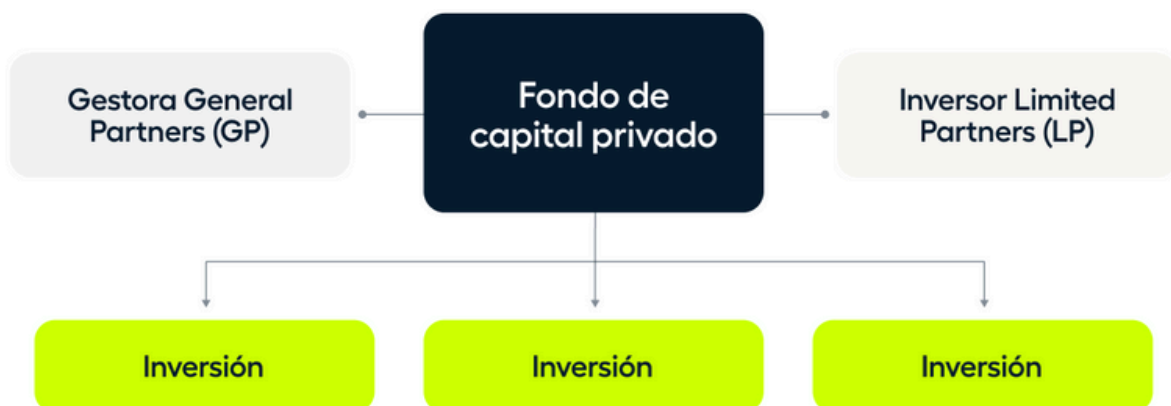 Gestora General
Partners (GP)
Fondo de
capital privado
Inversor Limited
Partners (LP)
Inversión
Inversión
Inversión